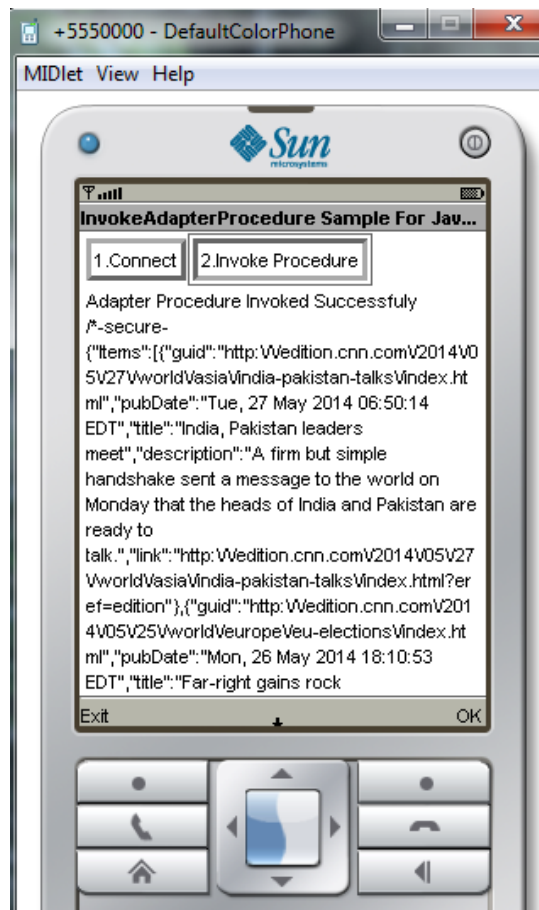 +5550000 - DefaultColorPhone
MIDlet View Help
Sun
microsystems
InvokeAdapterProcedure Sample For Jav...
1.Connect 2.Invoke Procedure
Adapter Procedure Invoked Successfuly
/*-secure-
{"Items":[{"guid":"http:\/\/edition.cnn.com\/2014\/0
5\/27\/world\/asia\/india-pakistan-talks\/index.ht
ml","pubDate":"Tue, 27 May 2014 06:50:14
EDT","title":"India, Pakistan leaders
meet","description":"A firm but simple
handshake sent a message to the world on
Monday that the heads of India and Pakistan are
ready to
talk.","link":"http:\/\/edition.cnn.com\/2014\/05\/27
\/world\/asia\/india-pakistan-talks\/index.html?er
ef=edition"},{"guid":"http:\/\/edition.cnn.com\/201
4\/05\/25\/world\/europe\/eu-elections\/index.ht
ml","pubDate":"Mon, 26 May 2014 18:10:53
EDT","title":"Far-right gains rock
Exit OK